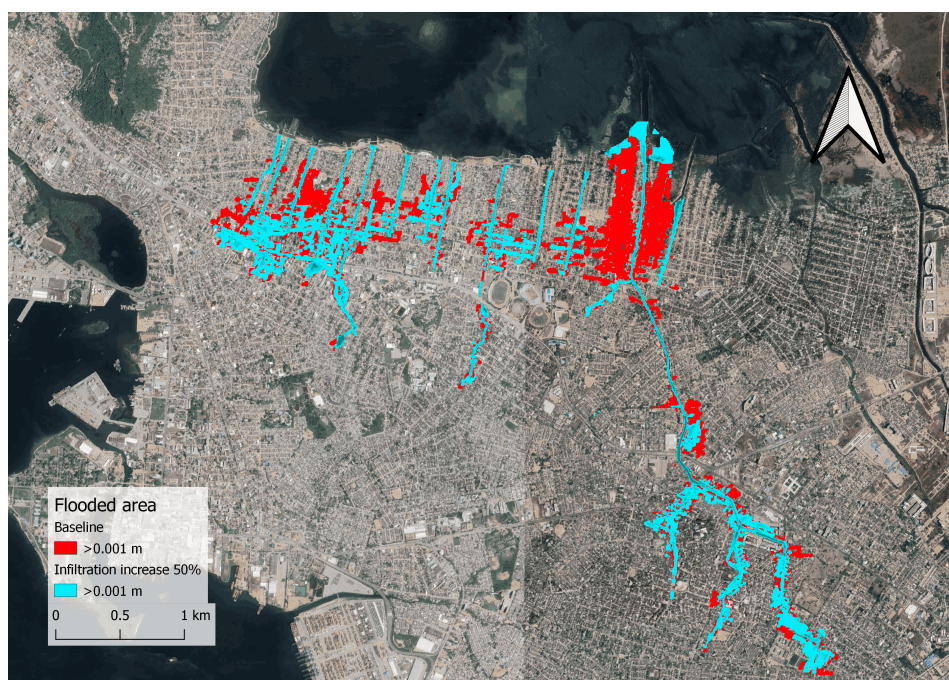 Flooded area
Baseline
>0.001 m
Infiltration increase 50%
>0.001 m
0 0.5 1 km